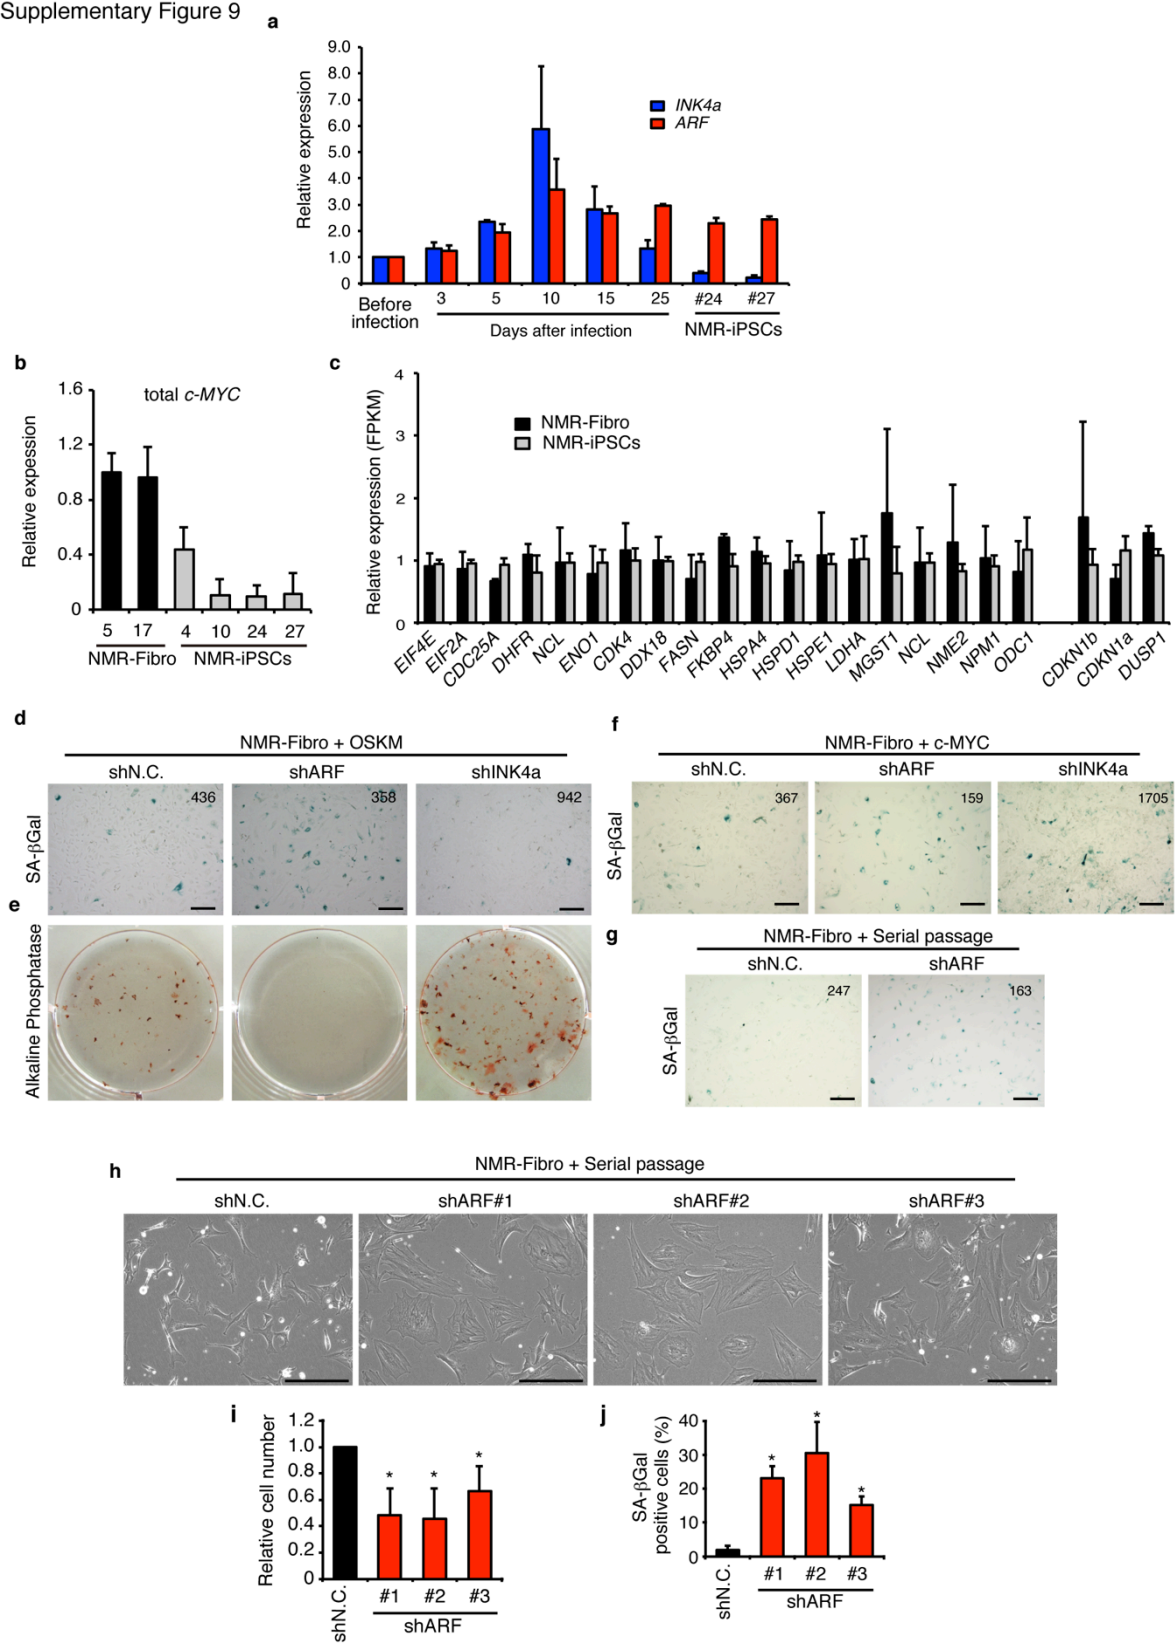 Supplementary Figure 9
a
9.0
8.0
7.0
6.0
5.0
4.0
3.0
2.0
1.0
0
Relative expression
INK4a
ARF
Before infection
3 5 10 15 25 #24 #27
Days after infection
NMR-iPSCs
b
total c-MYC
1.6
1.2
0.8
0.4
0
Relative expession
5 17 4 10 24 27
NMR-Fibro NMR-iPSCs
c
4
3
2
1
0
Relative expression (FPKM)
NMR-Fibro
NMR-iPSCs
EIF4E EIF2A CDC25A DHFR NCL ENO1 CDK4 DDX18 FASN FKBP4 HSPA4 HSPD1 HSPE1 LDHA MGST1 NCL NME2 NPM1 ODC1 CDKN1b CDKN1a DUSP1
d
NMR-Fibro + OSKM
shN.C. shARF shINK4a
SA-βGal
436 358 942
e
Alkaline Phosphatase
f
NMR-Fibro + c-MYC
shN.C. shARF shINK4a
SA-βGal
367 159 1705
g
NMR-Fibro + Serial passage
shN.C. shARF
SA-βGal
247 163
h
NMR-Fibro + Serial passage
shN.C. shARF#1 shARF#2 shARF#3
i
1.2
1.0
0.8
0.6
0.4
0.2
0
Relative cell number
* * *
shN.C. #1 #2 #3
shARF
j
40
30
20
10
0
SA-βGal
positive cells (%)
* * *
shN.C. #1 #2 #3
shARF